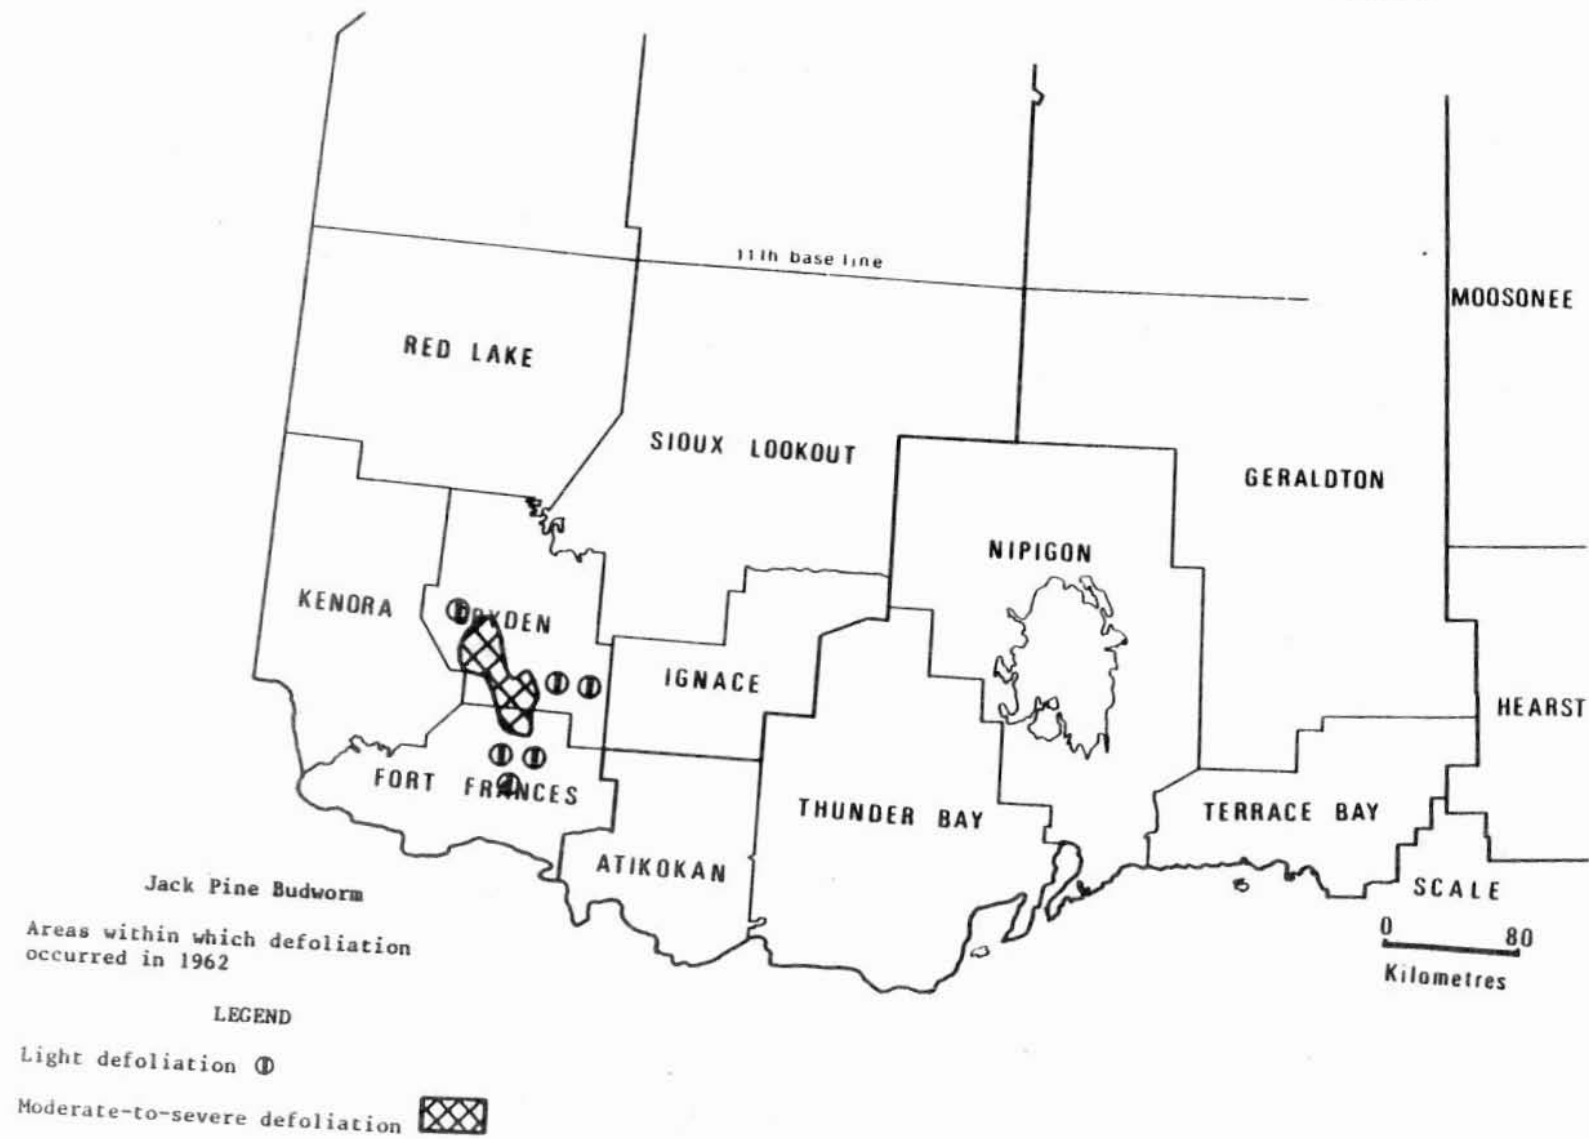 11th base line
MOOSONEE
RED LAKE
SIOUX LOOKOUT
GERALDTON
NIPIGON
KENORA
DRYDEN
IGNACE
HEARST
FORT FRANCES
THUNDER BAY
TERRACE BAY
ATIKOKAN
SCALE
0 80
Kilometres
Jack Pine Budworm
Areas within which defoliation
occurred in 1962
LEGEND
Light defoliation
Moderate-to-severe defoliation